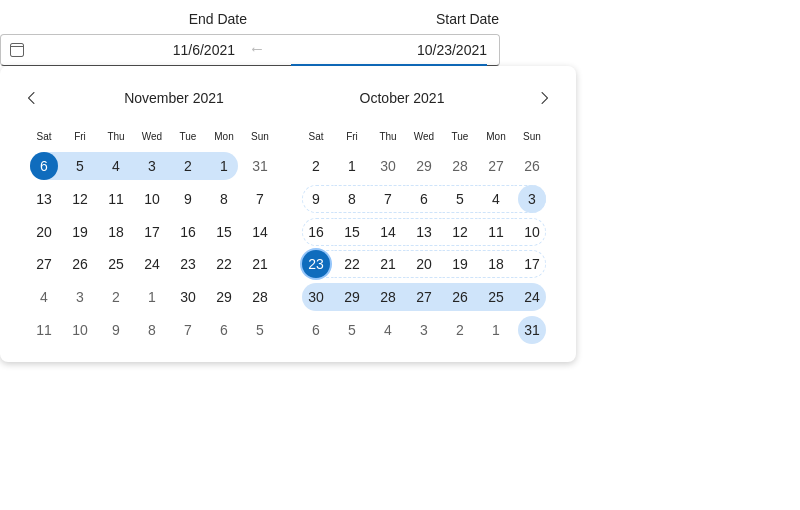 End Date Start Date
11/6/2021 ← 10/23/2021
November 2021 October 2021
Sat Fri Thu Wed Tue Mon Sun Sat Fri Thu Wed Tue Mon Sun
6 5 4 3 2 1 31 2 1 30 29 28 27 26
13 12 11 10 9 8 7 9 8 7 6 5 4 3
20 19 18 17 16 15 14 16 15 14 13 12 11 10
27 26 25 24 23 22 21 23 22 21 20 19 18 17
4 3 2 1 30 29 28 30 29 28 27 26 25 24
11 10 9 8 7 6 5 6 5 4 3 2 1 31